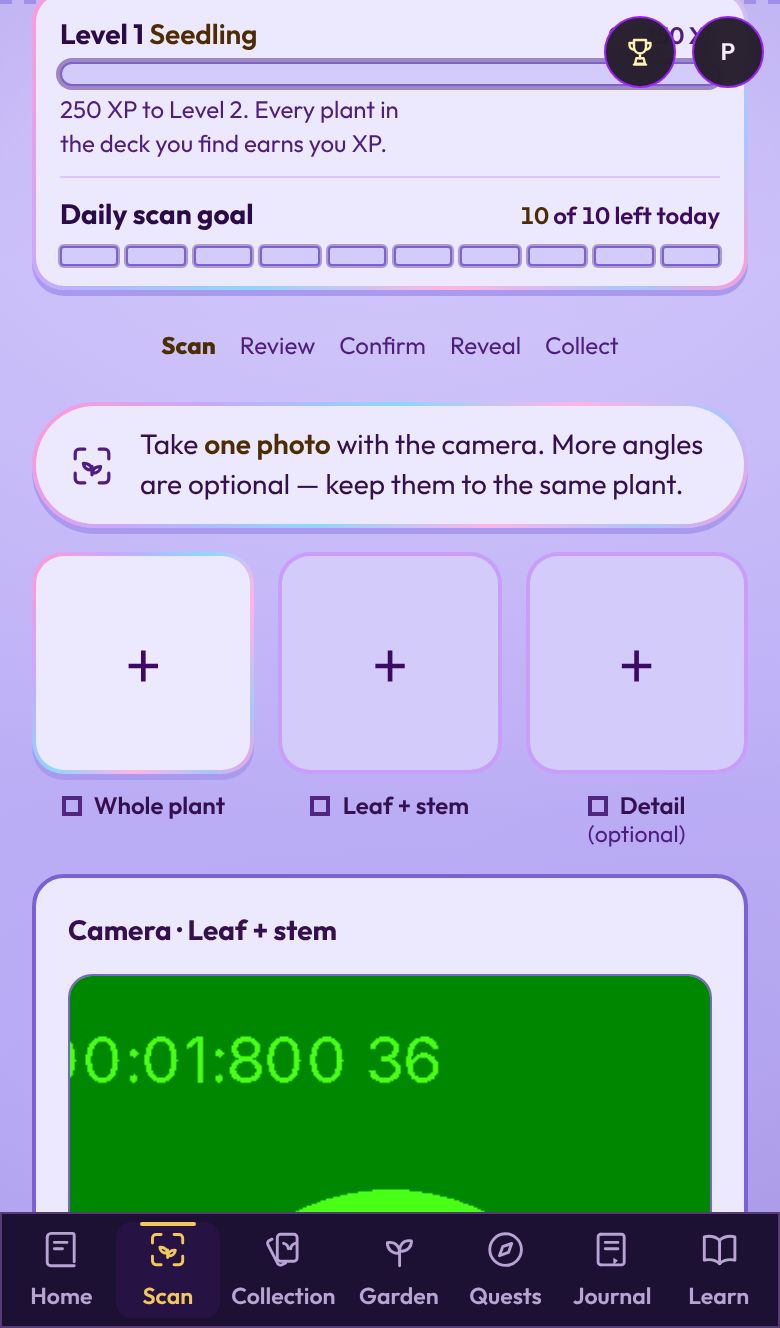 Level 1 Seedling
P
250 XP to Level 2. Every plant in
the deck you find earns you XP.
Daily scan goal
10 of 10 left today
Scan Review Confirm Reveal Collect
Take one photo with the camera. More angles
are optional — keep them to the same plant.
+ + +
Whole plant
Leaf + stem
Detail
(optional)
Camera · Leaf + stem
0:01:800 36
Home Scan Collection Garden Quests Journal Learn